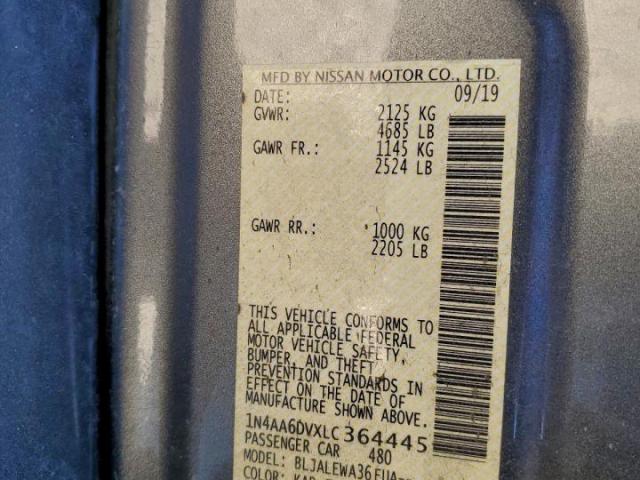 MFD BY NISSAN MOTOR CO., LTD.
DATE: 09/19
GVWR: 2125 KG
4685 LB
GAWR FR.: 1145 KG
2524 LB
GAWR RR.: 1000 KG
2205 LB
THIS VEHICLE CONFORMS TO
ALL APPLICABLE FEDERAL
MOTOR VEHICLE SAFETY,
BUMPER, AND THEFT
PREVENTION STANDARDS IN
EFFECT ON THE DATE OF
MANUFACTURE SHOWN ABOVE.
1N4AA6DVXLC364445
PASSENGER CAR 480
MODEL: BLJALEWA36EUA
COLOR: KAD